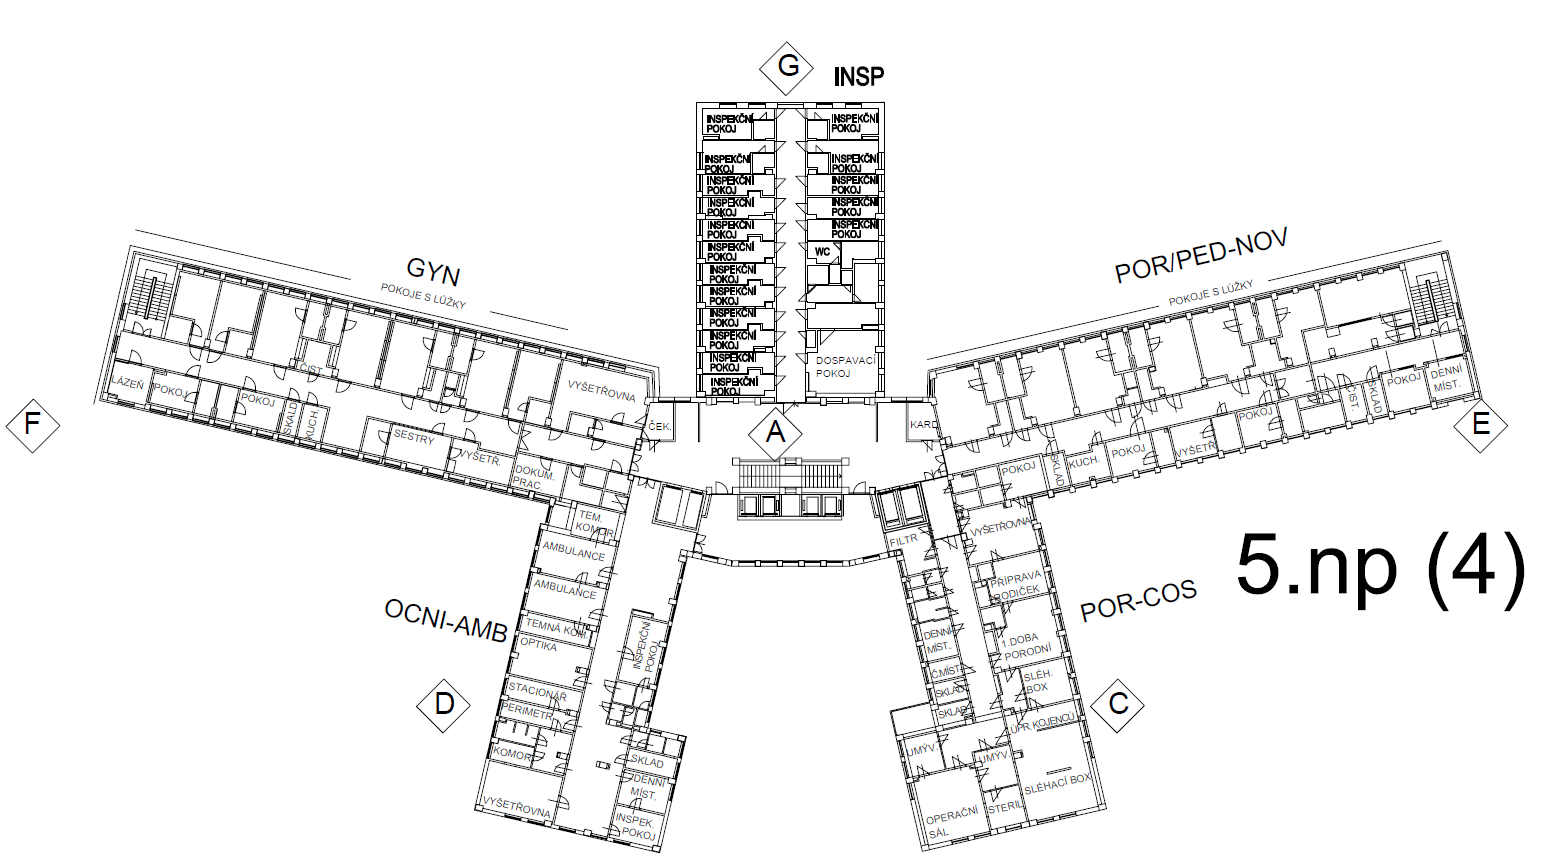 G
INSP
INSPEKČNÍ
POKOJ
INSPEKČNÍ
POKOJ
INSPEKČNÍ
POKOJ
INSPEKČNÍ
POKOJ
INSPEKČNÍ
POKOJ
INSPEKČNÍ
POKOJ
INSPEKČNÍ
POKOJ
INSPEKČNÍ
POKOJ
INSPEKČNÍ
POKOJ
INSPEKČNÍ
POKOJ
INSPEKČNÍ
POKOJ
INSPEKČNÍ
POKOJ
INSPEKČNÍ
POKOJ
INSPEKČNÍ
POKOJ
INSPEKČNÍ
POKOJ
INSPEKČNÍ
POKOJ
INSPEKČNÍ
POKOJ
WC
DOSPAVACÍ
POKOJ
GYN
POKOJE S LŮŽKY
ČIST.
VYŠETŘOVNA
LÁZEŇ
POKOJ
POKOJ
SKALD
KUCH.
SESTRY
VYŠETŘ.
DOKUM.
PRAC.
F
ČEK.
A
KARD
POR/PED-NOV
POKOJE S LŮŽKY
POKOJ
SKLAD
KUCH.
POKOJ
VYŠETŘ.
POKOJ
ČIST.
SKLAD
POKOJ
DENNÍ
MÍST.
E
5.np (4)
TEM.
KOMOR
AMBULANCE
AMBULANCE
TEMNÁ KOM.
OPTIKA
STACIONÁŘ
PERIMETR
KOMOR
VYŠETŘOVNA
INSPEKČNÍ
POKOJ
SKLAD
DENNÍ
MÍST.
INSPEK.
POKOJ
OCNI-AMB
D
FILTR
VYŠETŘOVNA
PŘÍPRAVA
RODIČEK
1.DOBA
PORODNÍ
DENNÍ
MÍST.
Č.MÍST.
SKLAD
SKLAD
SLÉH.
BOX
ÚPR.KOJENCŮ
UMÝV.
UMÝV.
SLÉHACÍ BOX
STERIL
OPERAČNÍ
SÁL
POR-COS
C